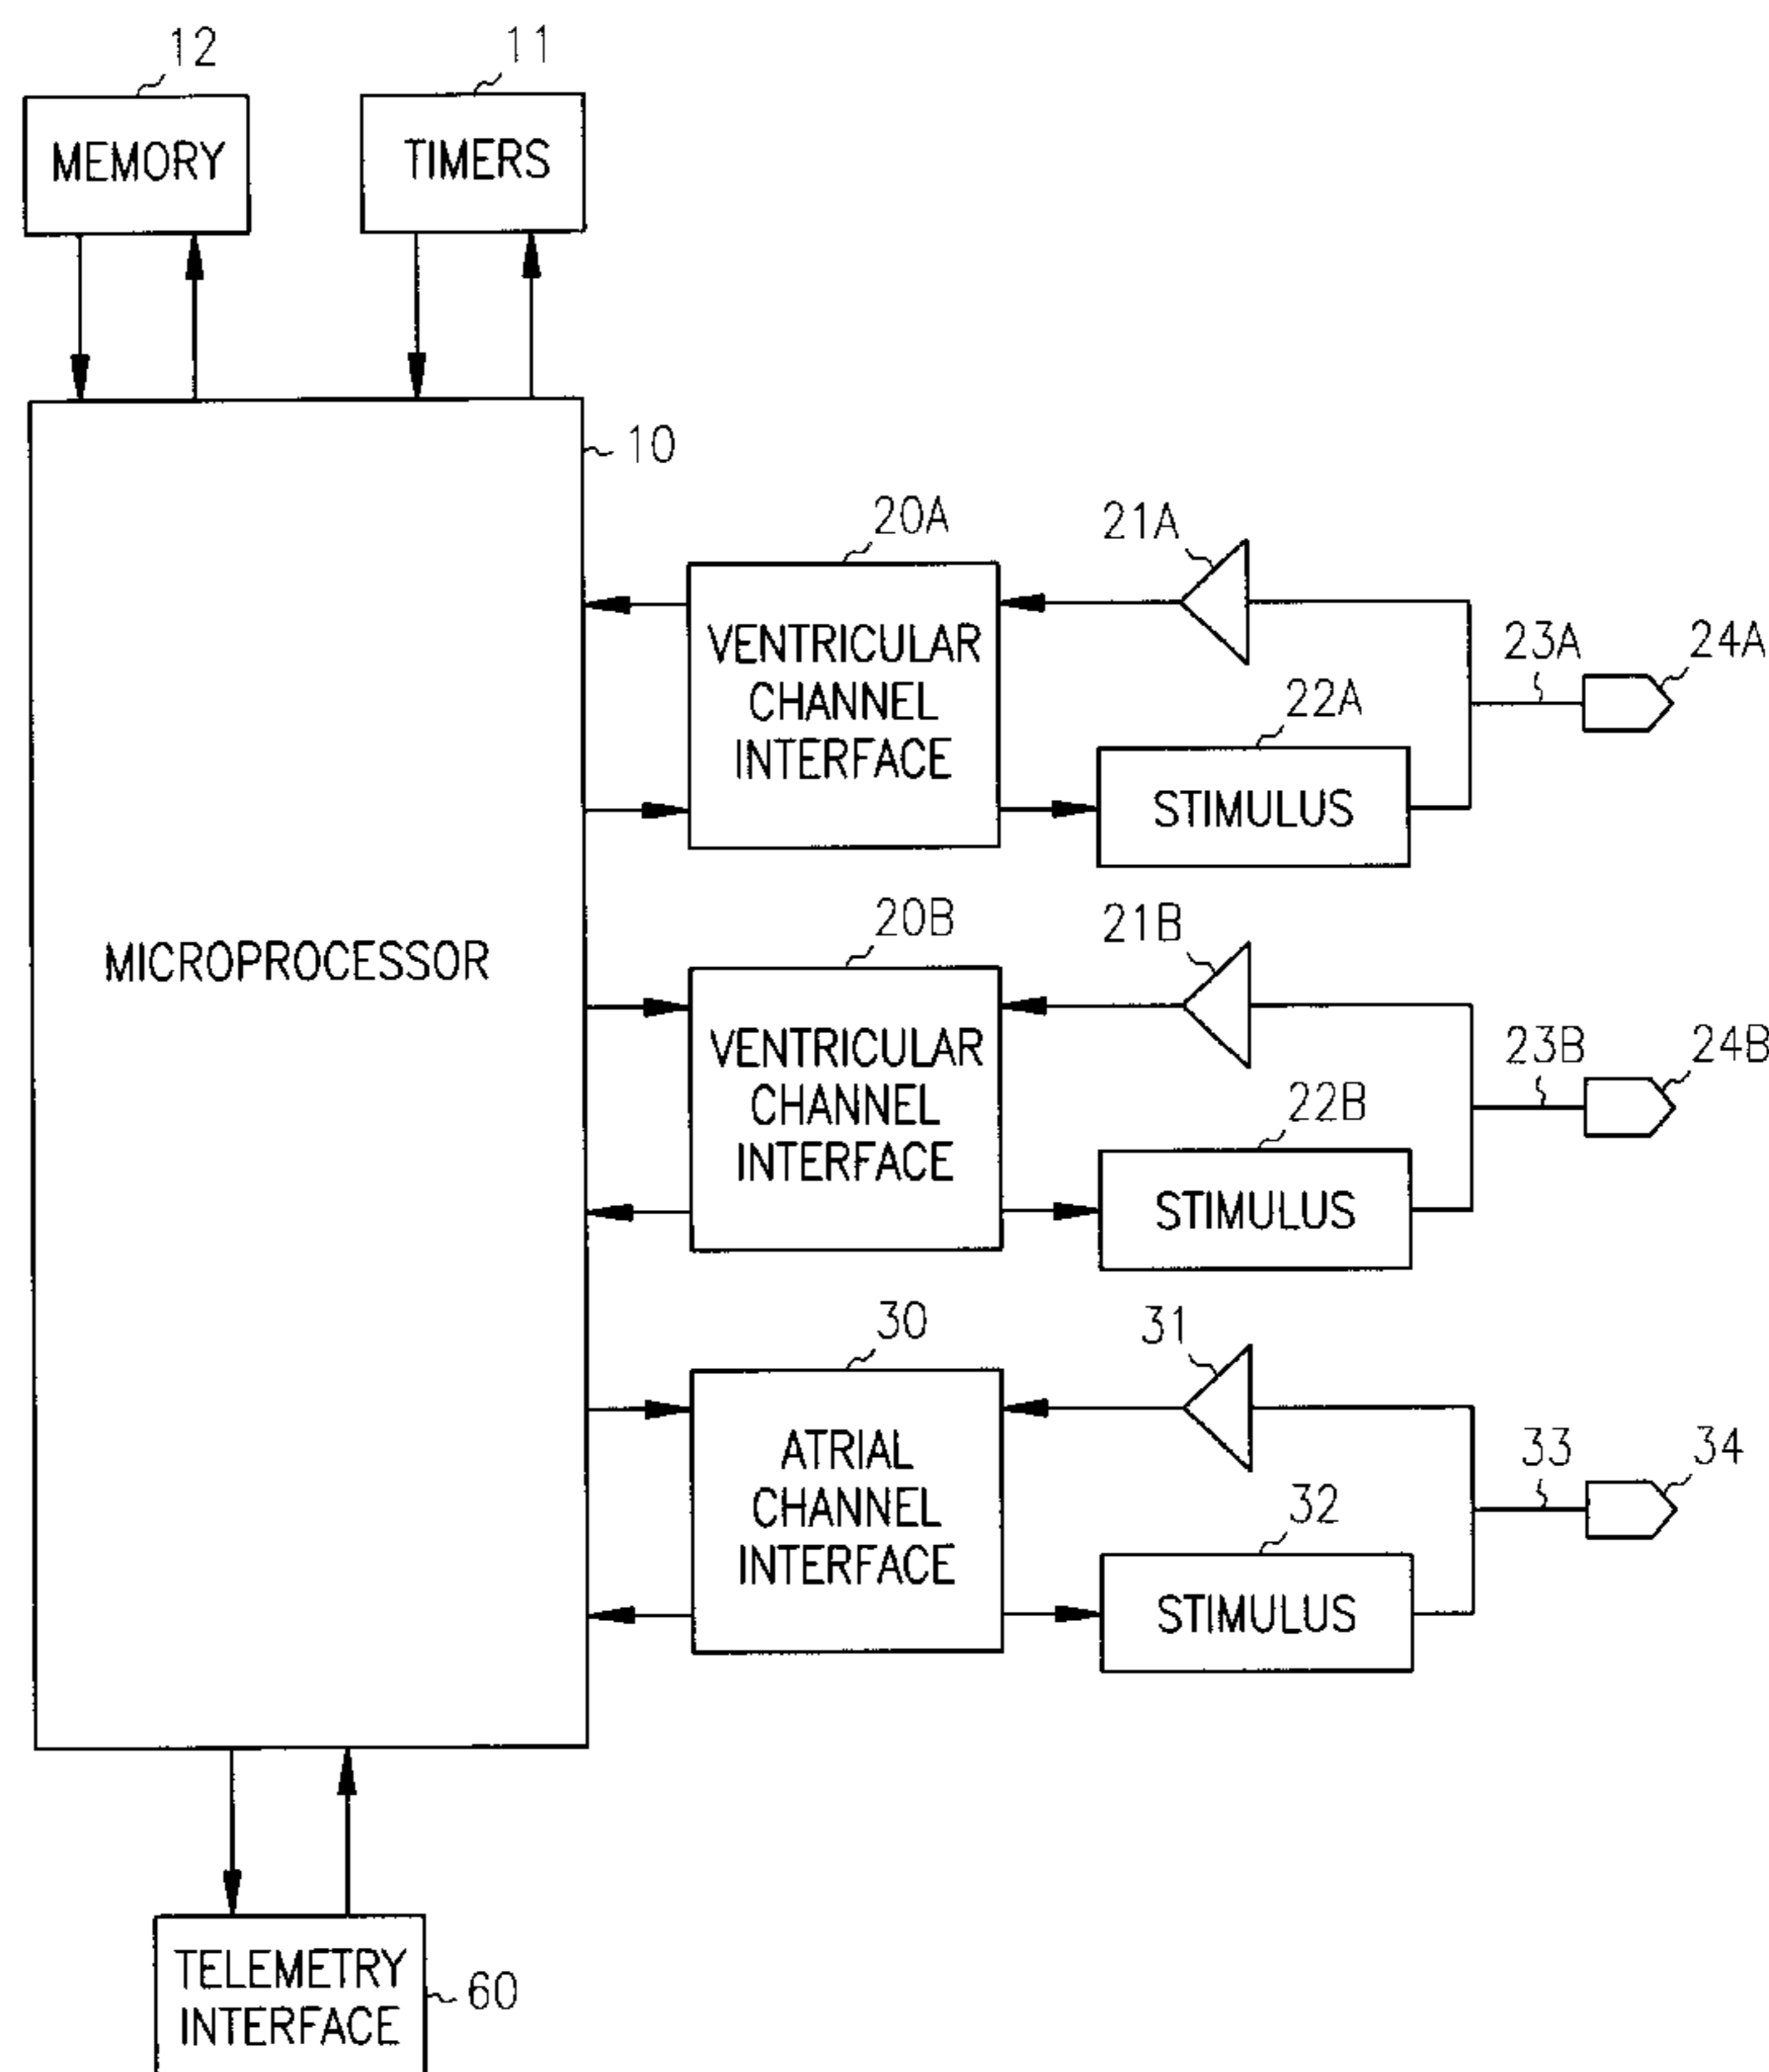 12
11
MEMORY
TIMERS
10
20A
21A
23A
24A
VENTRICULAR
CHANNEL
INTERFACE
22A
STIMULUS
MICROPROCESSOR
20B
21B
23B
24B
VENTRICULAR
CHANNEL
INTERFACE
22B
STIMULUS
30
31
33
34
ATRIAL
CHANNEL
INTERFACE
32
STIMULUS
TELEMETRY
INTERFACE
60